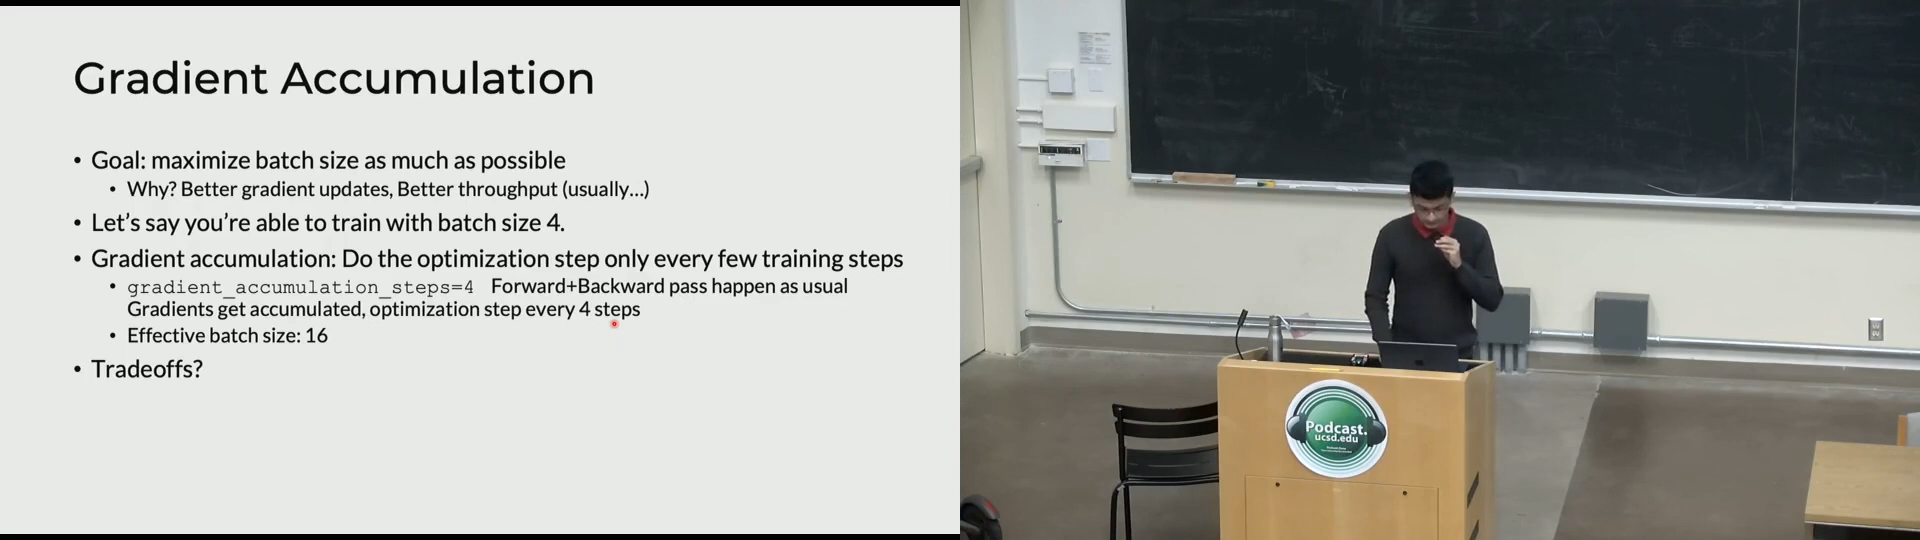 Gradient Accumulation
• Goal: maximize batch size as much as possible
• Why? Better gradient updates, Better throughput (usually...)
• Let's say you're able to train with batch size 4.
• Gradient accumulation: Do the optimization step only every few training steps
• gradient_accumulation_steps=4 Forward+Backward pass happen as usual
Gradients get accumulated, optimization step every 4 steps
• Effective batch size: 16
• Tradeoffs?
Podcast.
ucsd.edu